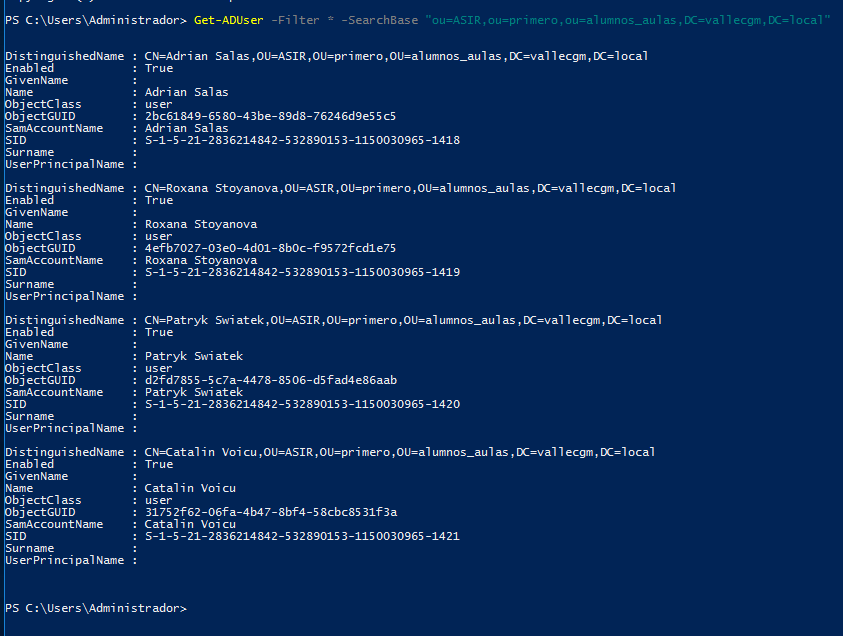 PS C:\Users\Administrador> Get-ADUser -Filter * -SearchBase "ou=ASIR,ou=primero,ou=alumnos_aulas,DC=vallecgm,DC=local"
DistinguishedName : CN=Adrian Salas,OU=ASIR,OU=primero,OU=alumnos_aulas,DC=vallecgm,DC=local
Enabled : True
GivenName :
Name : Adrian Salas
ObjectClass : user
ObjectGUID : 2bc61849-6580-43be-89d8-76246d9e55c5
SamAccountName : Adrian Salas
SID : S-1-5-21-2836214842-532890153-1150030965-1418
Surname :
UserPrincipalName :
DistinguishedName : CN=Roxana Stoyanova,OU=ASIR,OU=primero,OU=alumnos_aulas,DC=vallecgm,DC=local
Enabled : True
GivenName :
Name : Roxana Stoyanova
ObjectClass : user
ObjectGUID : 4efb7027-03e0-4d01-8b0c-f9572fcd1e75
SamAccountName : Roxana Stoyanova
SID : S-1-5-21-2836214842-532890153-1150030965-1419
Surname :
UserPrincipalName :
DistinguishedName : CN=Patryk Swiatek,OU=ASIR,OU=primero,OU=alumnos_aulas,DC=vallecgm,DC=local
Enabled : True
GivenName :
Name : Patryk Swiatek
ObjectClass : user
ObjectGUID : d2fd7855-5c7a-4478-8506-d5fad4e86aab
SamAccountName : Patryk Swiatek
SID : S-1-5-21-2836214842-532890153-1150030965-1420
Surname :
UserPrincipalName :
DistinguishedName : CN=Catalin Voicu,OU=ASIR,OU=primero,OU=alumnos_aulas,DC=vallecgm,DC=local
Enabled : True
GivenName :
Name : Catalin Voicu
ObjectClass : user
ObjectGUID : 31752f62-06fa-4b47-8bf4-58cbc8531f3a
SamAccountName : Catalin Voicu
SID : S-1-5-21-2836214842-532890153-1150030965-1421
Surname :
UserPrincipalName :
PS C:\Users\Administrador>